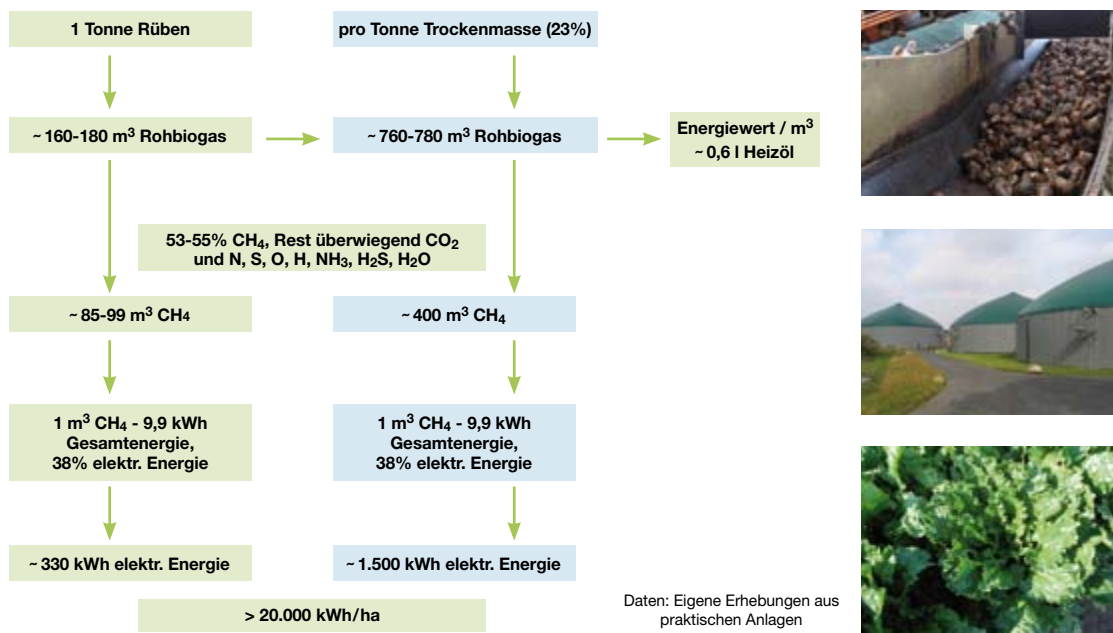 1 Tonne Rüben
pro Tonne Trockenmasse (23%)
~ 160-180 m³ Rohbiogas
~ 760-780 m³ Rohbiogas
Energiewert / m³
~ 0,6 l Heizöl
53-55% CH₄, Rest überwiegend CO₂
und N, S, O, H, NH₃, H₂S, H₂O
~ 85-99 m³ CH₄
~ 400 m³ CH₄
1 m³ CH₄ - 9,9 kWh
Gesamtenergie,
38% elektr. Energie
1 m³ CH₄ - 9,9 kWh
Gesamtenergie,
38% elektr. Energie
~ 330 kWh elektr. Energie
~ 1.500 kWh elektr. Energie
> 20.000 kWh/ha
Daten: Eigene Erhebungen aus
praktischen Anlagen